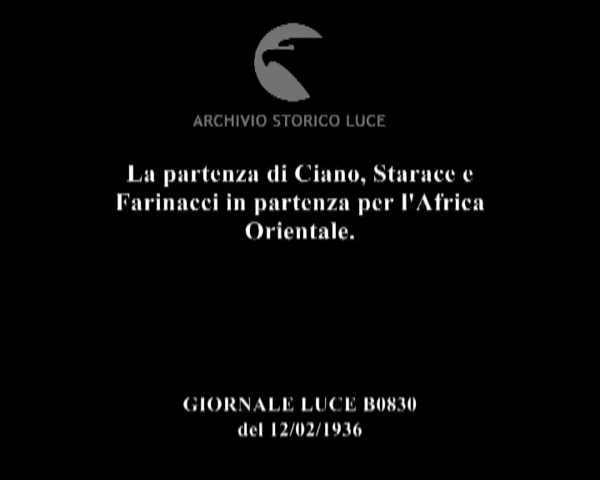 ARCHIVIO STORICO LUCE
La partenza di Ciano, Starace e
Farinacci in partenza per l'Africa
Orientale.
GIORNALE LUCE B0830
del 12/02/1936